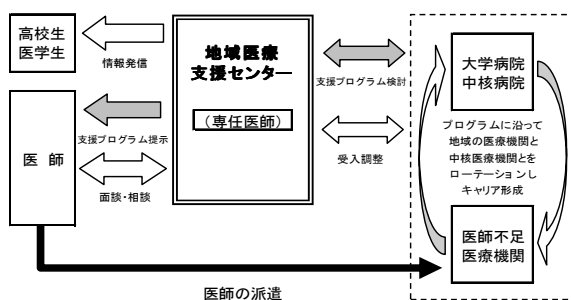 高校生
医学生
情報発信
地域医療
支援センター
(専任医師)
支援プログラム検討
受入調整
支援プログラム提示
医 師
面談・相談
大学病院
中核病院
プログラムに沿って
地域の医療機関と
中核医療機関とを
ローテーションし
キャリア形成
医師不足
医療機関
医師の派遣